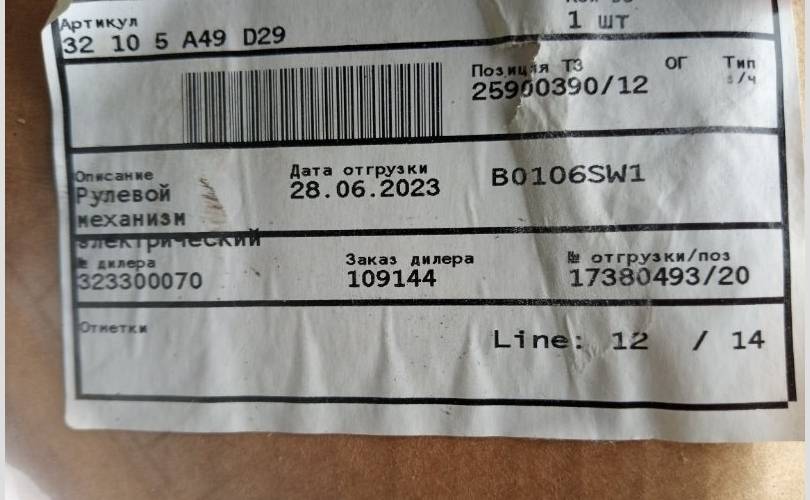 Артикул
1 шт
32 10 5 A49 D29
Позиция ТЗ ОГ Тип
25900390/12 з/ч
Описание Дата отгрузки
Рулевой 28.06.2023 B0106SW1
механизм
электрический
№ дилера Заказ дилера № отгрузки/поз
323300070 109144 17380493/20
Отметки
Line: 12 / 14